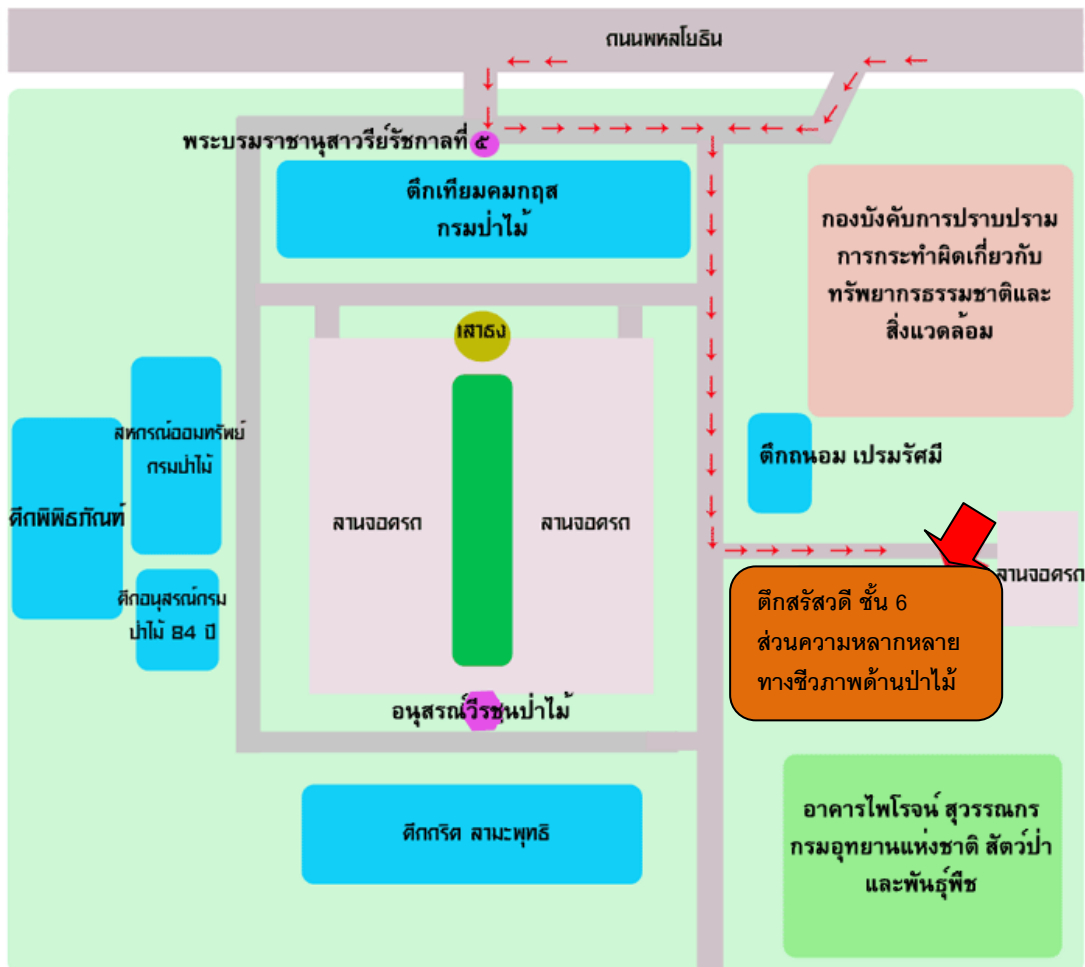 ถนนพหลโยธิน
พระบรมราชานุสาวรีย์รัชกาลที่ ๕
ตึกเทียมคมกฤส
กรมป่าไม้
กองบังคับการปราบปราม
การกระทำผิดเกี่ยวกับ
ทรัพยากรธรรมชาติและ
สิ่งแวดล้อม
เสาธง
สหกรณ์ออมทรัพย์
กรมป่าไม้
ตึกถนอม เปรมรัศมี
ตึกพิพิธภัณฑ์
ลานจอดรถ
ลานจอดรถ
ลานจอดรถ
ตึกอนุสรณ์กรม
ป่าไม้ 84 ปี
ตึกสรัสวดี ชั้น 6
ส่วนความหลากหลาย
ทางชีวภาพด้านป่าไม้
อนุสรณ์วีรชนป่าไม้
ตึกกริต สามะพุทธิ
อาคารไพโรจน์ สุวรรณกร
กรมอุทยานแห่งชาติ สัตว์ป่า
และพันธุ์พืช